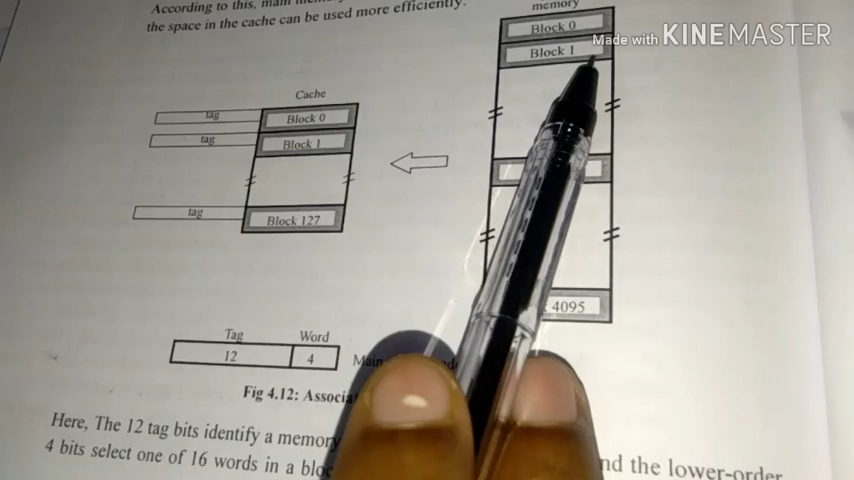 According to this, main
the space in the cache can be used more efficiently.
memory
Block 0
Made with KINEMASTER
Block 1
Cache
tag
Block 0
tag
Block 1
tag
Block 127
4095
Tag
Word
12
4
Main
Fig 4.12:
Here, The 12 tag bits identify a memory
nd the lower-order
4 bits select one of 16 words in a